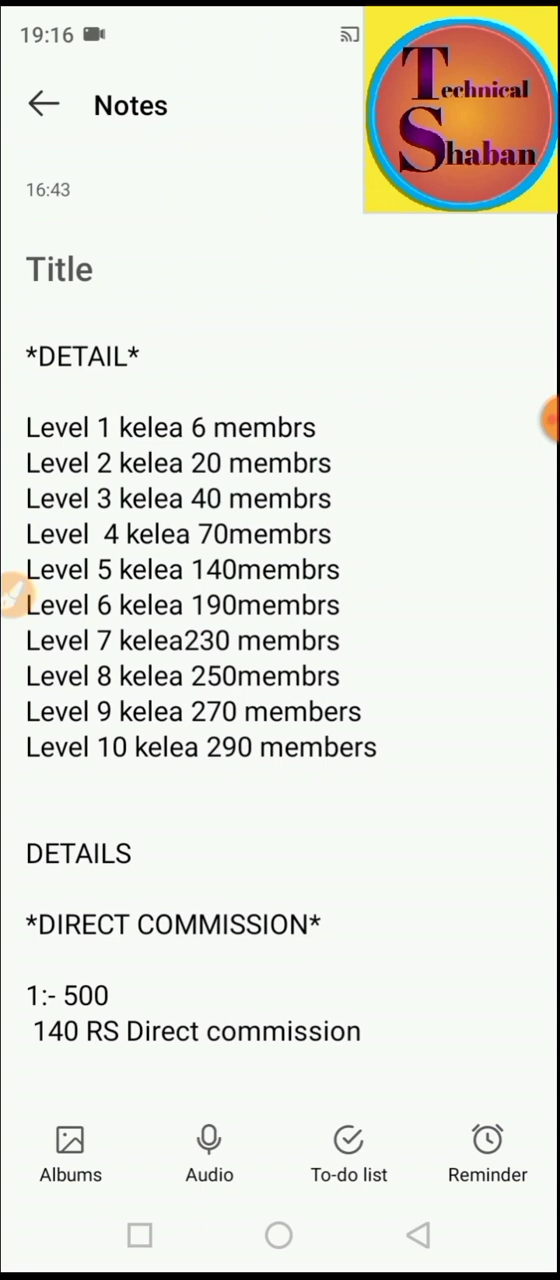 19:16
Technical
Shaban
Notes
16:43
Title
*DETAIL*
Level 1 kelea 6 membrs
Level 2 kelea 20 membrs
Level 3 kelea 40 membrs
Level  4 kelea 70membrs
Level 5 kelea 140membrs
Level 6 kelea 190membrs
Level 7 kelea230 membrs
Level 8 kelea 250membrs
Level 9 kelea 270 members
Level 10 kelea 290 members
DETAILS
*DIRECT COMMISSION*
1:- 500
140 RS Direct commission
Albums Audio To-do list Reminder